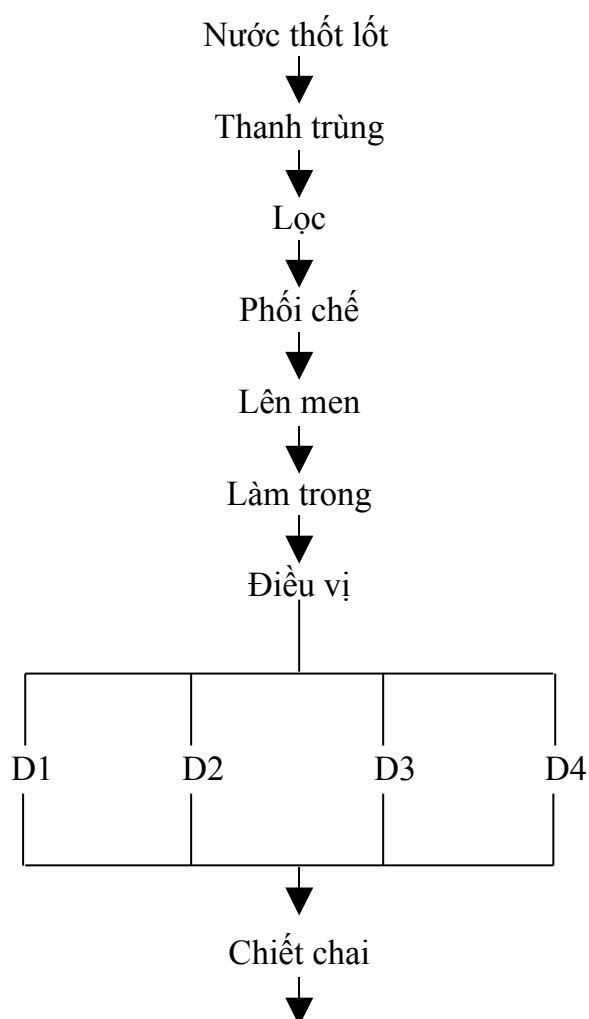 Nước thốt lốt
Thanh trùng
Lọc
Phối chế
Lên men
Làm trong
Điều vị
D1 D2 D3 D4
Chiết chai